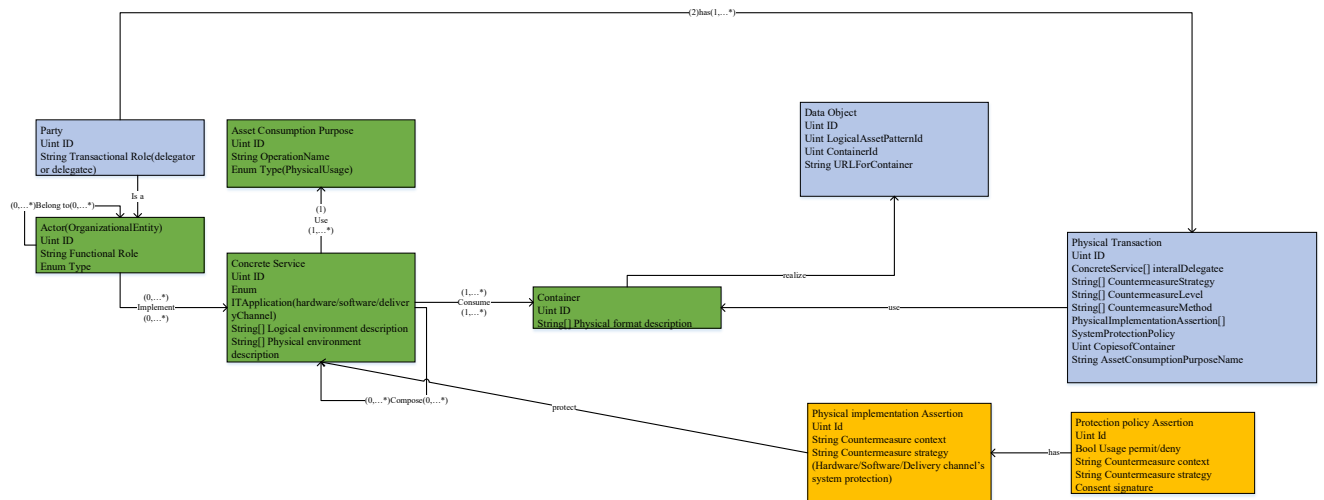 (2)has(1,…*)
Party
Uint ID
String Transactional Role(delegator
or delegatee)
Is a
(0,…*)Belong to(0,…*)
Actor(OrganizationalEntity)
Uint ID
String Functional Role
Enum Type
(0,…*)
Implement
(0,…*)
Asset Consumption Purpose
Uint ID
String OperationName
Enum Type(PhysicalUsage)
(1)
Use
(1,…*)
Concrete Service
Uint ID
Enum
ITApplication(hardware/software/deliver
yChannel)
String[] Logical environment description
String[] Physical environment
description
(0,…*)Compose(0,…*)
(1,…*)
Consume
(1,…*)
Container
Uint ID
String[] Physical format description
realize
Data Object
Uint ID
Uint LogicalAssetPatternId
Uint ContainerId
String URLForContainer
use
Physical Transaction
Uint ID
ConcreteService[] interalDelegatee
String[] CountermeasureStrategy
String[] CountermeasureLevel
String[] CountermeasureMethod
PhysicalImplementationAssertion[]
SystemProtectionPolicy
Uint CopiesofContainer
String AssetConsumptionPurposeName
protect
Physical implementation Assertion
Uint Id
String Countermeasure context
String Countermeasure strategy
(Hardware/Software/Delivery channel's
system protection)
has
Protection policy Assertion
Uint Id
Bool Usage permit/deny
String Countermeasure context
String Countermeasure strategy
Consent signature